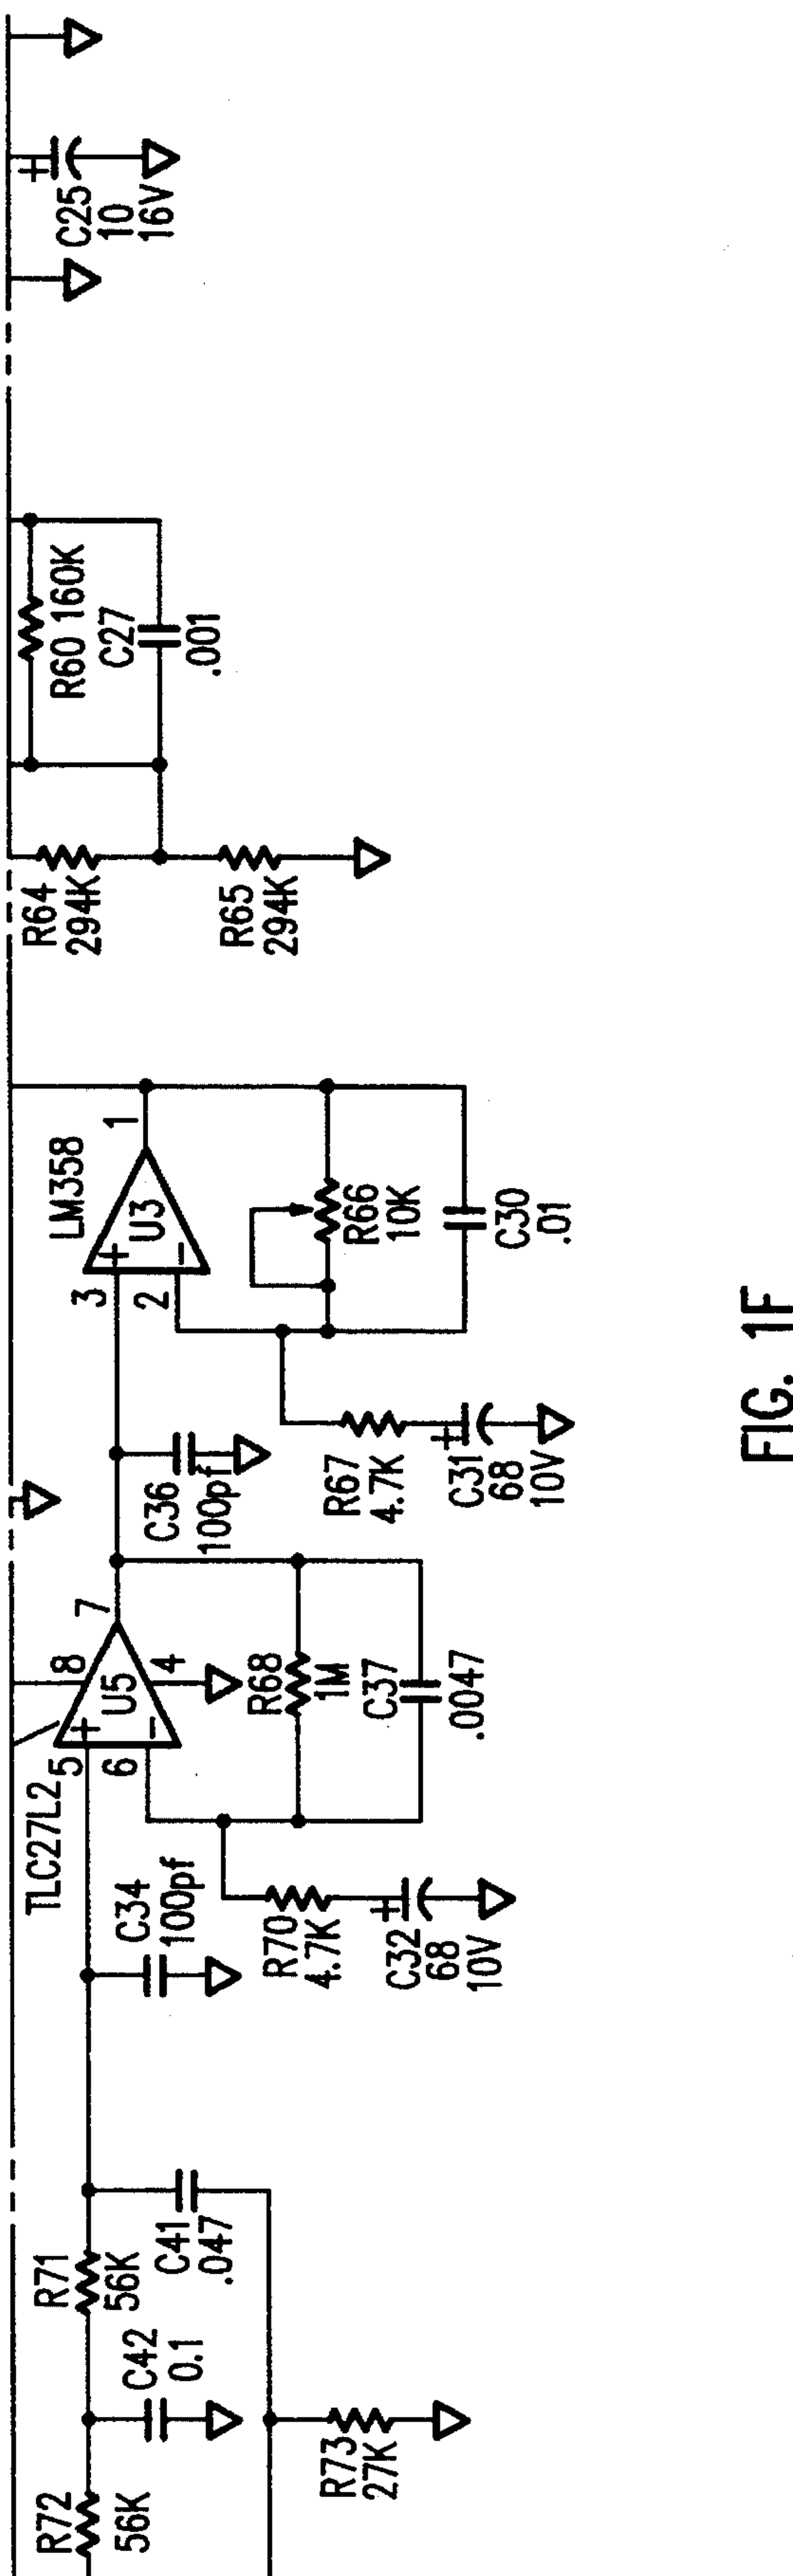 C25
10
16V
R60 160K
C27
.001
R64
294K
R65
294K
LM358
1
+
U3
−
3
2
R66
10K
C30
.01
C36
100pf
R67
4.7K
+
C31
68
10V
TLC27L2
7
8
4
+
U5
−
5
6
R68
1M
C37
.0047
C34
100pf
R70
4.7K
+
C32
68
10V
R71
56K
C41
.047
C42
0.1
R72
56K
R73
27K
FIG. 1F